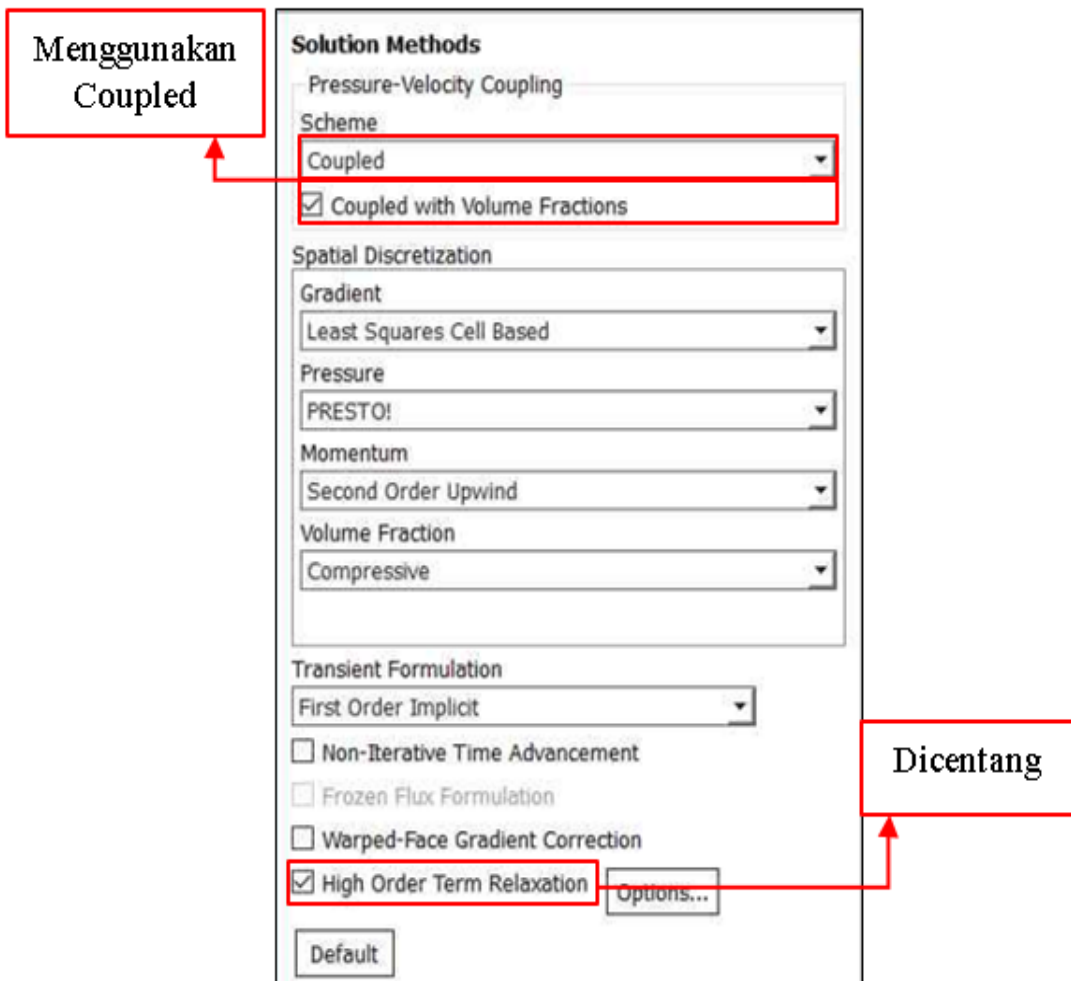 Menggunakan
Coupled
Solution Methods
Pressure-Velocity Coupling
Scheme
Coupled
Coupled with Volume Fractions
Spatial Discretization
Gradient
Least Squares Cell Based
Pressure
PRESTO!
Momentum
Second Order Upwind
Volume Fraction
Compressive
Transient Formulation
First Order Implicit
Non-Iterative Time Advancement
Frozen Flux Formulation
Warped-Face Gradient Correction
High Order Term Relaxation
Options...
Dicentang
Default